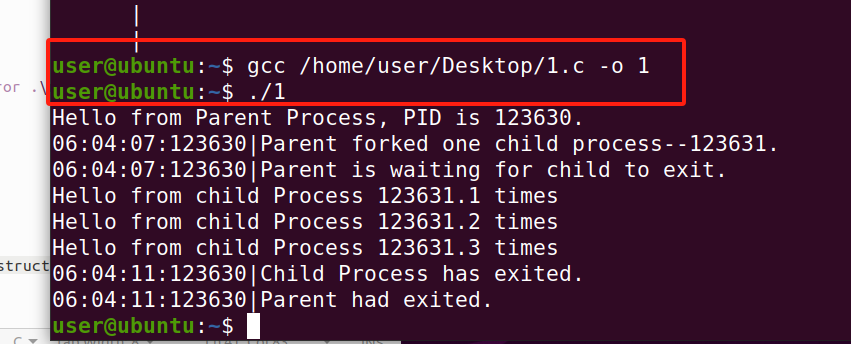 |
|
user@ubuntu:~$ gcc /home/user/Desktop/1.c -o 1
ror .\
user@ubuntu:~$ ./1
Hello from Parent Process, PID is 123630.
06:04:07:123630|Parent forked one child process--123631.
06:04:07:123630|Parent is waiting for child to exit.
Hello from child Process 123631.1 times
Hello from child Process 123631.2 times
Hello from child Process 123631.3 times
struct
06:04:11:123630|Child Process has exited.
06:04:11:123630|Parent had exited.
user@ubuntu:~$